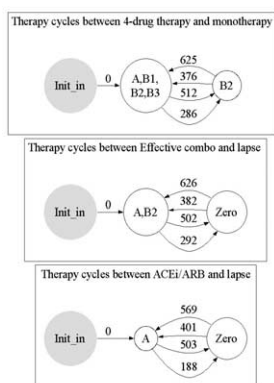 Therapy cycles between 4-drug therapy and monotherapy
625
0
376
Init_in
A,B1,
B2,B3
512
B2
286
Therapy cycles between Effective combo and lapse
626
0
382
Init_in
A,B2
502
Zero
292
Therapy cycles between ACEi/ARB and lapse
569
0
401
Init_in
A
Zero
503
188